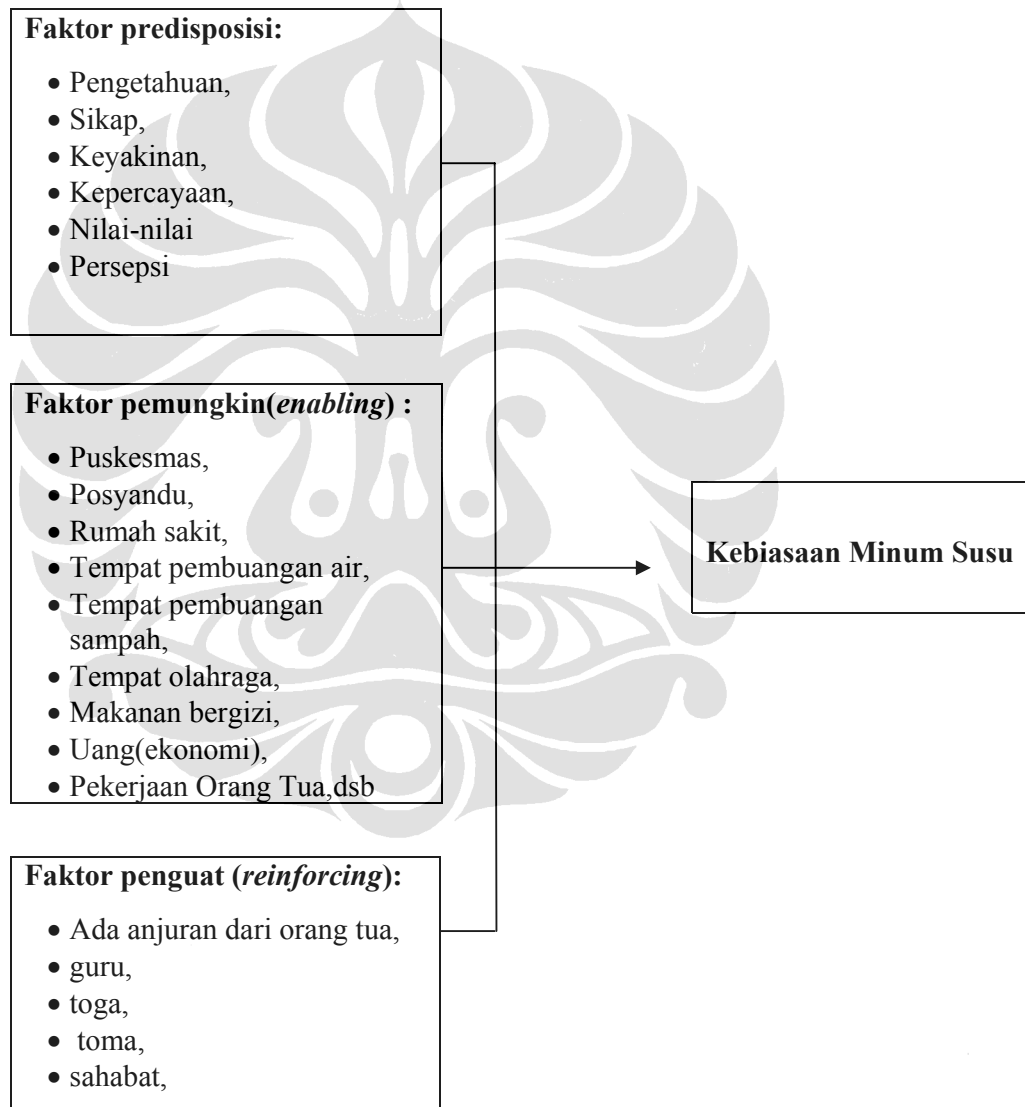 Faktor predisposisi:
• Pengetahuan,
• Sikap,
• Keyakinan,
• Kepercayaan,
• Nilai-nilai
• Persepsi
Faktor pemungkin(enabling) :
• Puskesmas,
• Posyandu,
• Rumah sakit,
• Tempat pembuangan air,
• Tempat pembuangan
sampah,
• Tempat olahraga,
• Makanan bergizi,
• Uang(ekonomi),
• Pekerjaan Orang Tua,dsb
Kebiasaan Minum Susu
Faktor penguat (reinforcing):
• Ada anjuran dari orang tua,
• guru,
• toga,
• toma,
• sahabat,